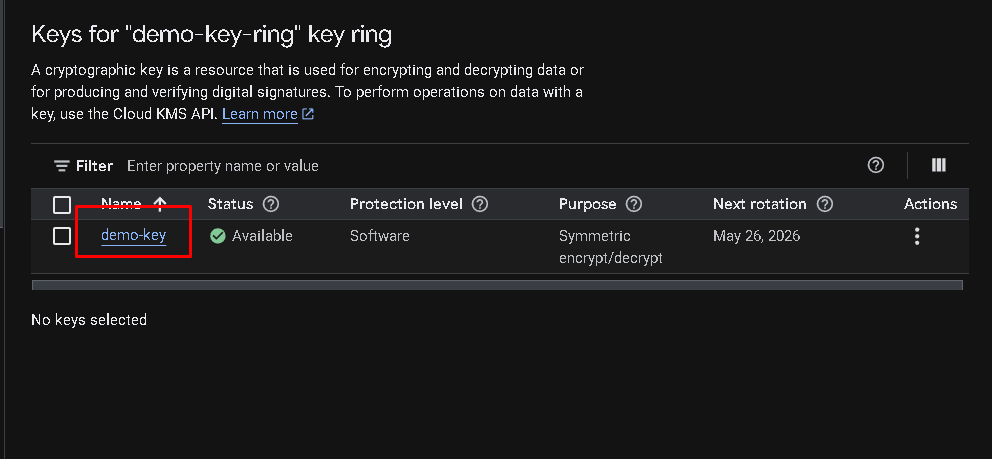 Keys for "demo-key-ring" key ring
A cryptographic key is a resource that is used for encrypting and decrypting data or
for producing and verifying digital signatures. To perform operations on data with a
key, use the Cloud KMS API. Learn more
Filter Enter property name or value
Name Status Protection level Purpose Next rotation Actions
demo-key Available Software Symmetric May 26, 2026
encrypt/decrypt
No keys selected